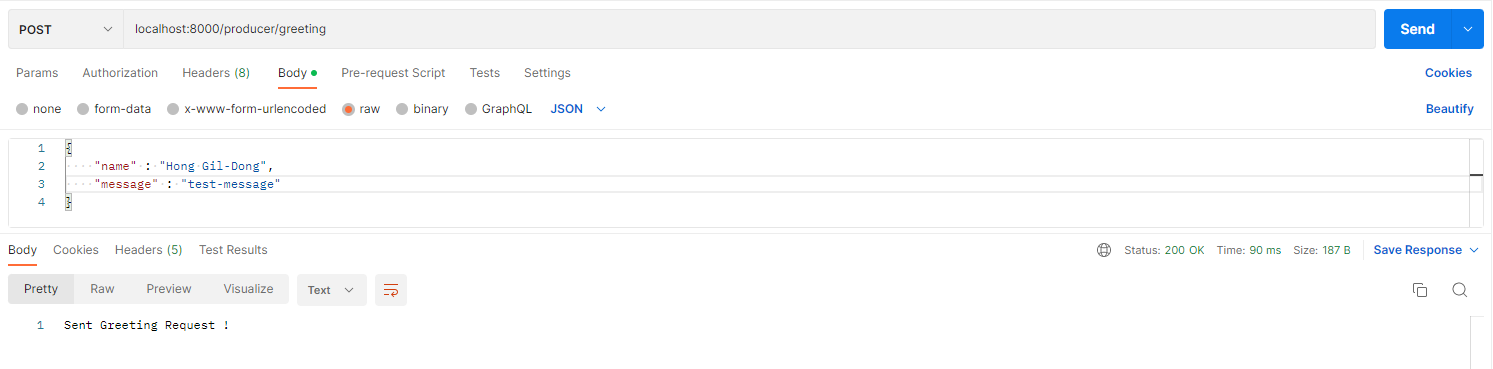 POST localhost:8000/producer/greeting Send
Params Authorization Headers (8) Body Pre-request Script Tests Settings Cookies
none form-data x-www-form-urlencoded raw binary GraphQL JSON Beautify
1 {
2 "name" : "Hong Gil-Dong",
3 "message" : "test-message"
4 }
Body Cookies Headers (5) Test Results Status: 200 OK Time: 90 ms Size: 187 B Save Response
Pretty Raw Preview Visualize Text
1 Sent Greeting Request !